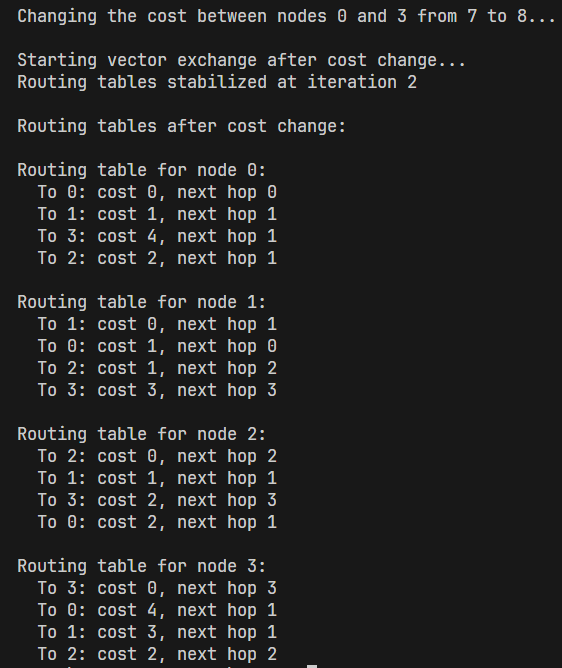 Changing the cost between nodes 0 and 3 from 7 to 8...
Starting vector exchange after cost change...
Routing tables stabilized at iteration 2
Routing tables after cost change:
Routing table for node 0:
To 0: cost 0, next hop 0
To 1: cost 1, next hop 1
To 3: cost 4, next hop 1
To 2: cost 2, next hop 1
Routing table for node 1:
To 1: cost 0, next hop 1
To 0: cost 1, next hop 0
To 2: cost 1, next hop 2
To 3: cost 3, next hop 3
Routing table for node 2:
To 2: cost 0, next hop 2
To 1: cost 1, next hop 1
To 3: cost 2, next hop 3
To 0: cost 2, next hop 1
Routing table for node 3:
To 3: cost 0, next hop 3
To 0: cost 4, next hop 1
To 1: cost 3, next hop 1
To 2: cost 2, next hop 2